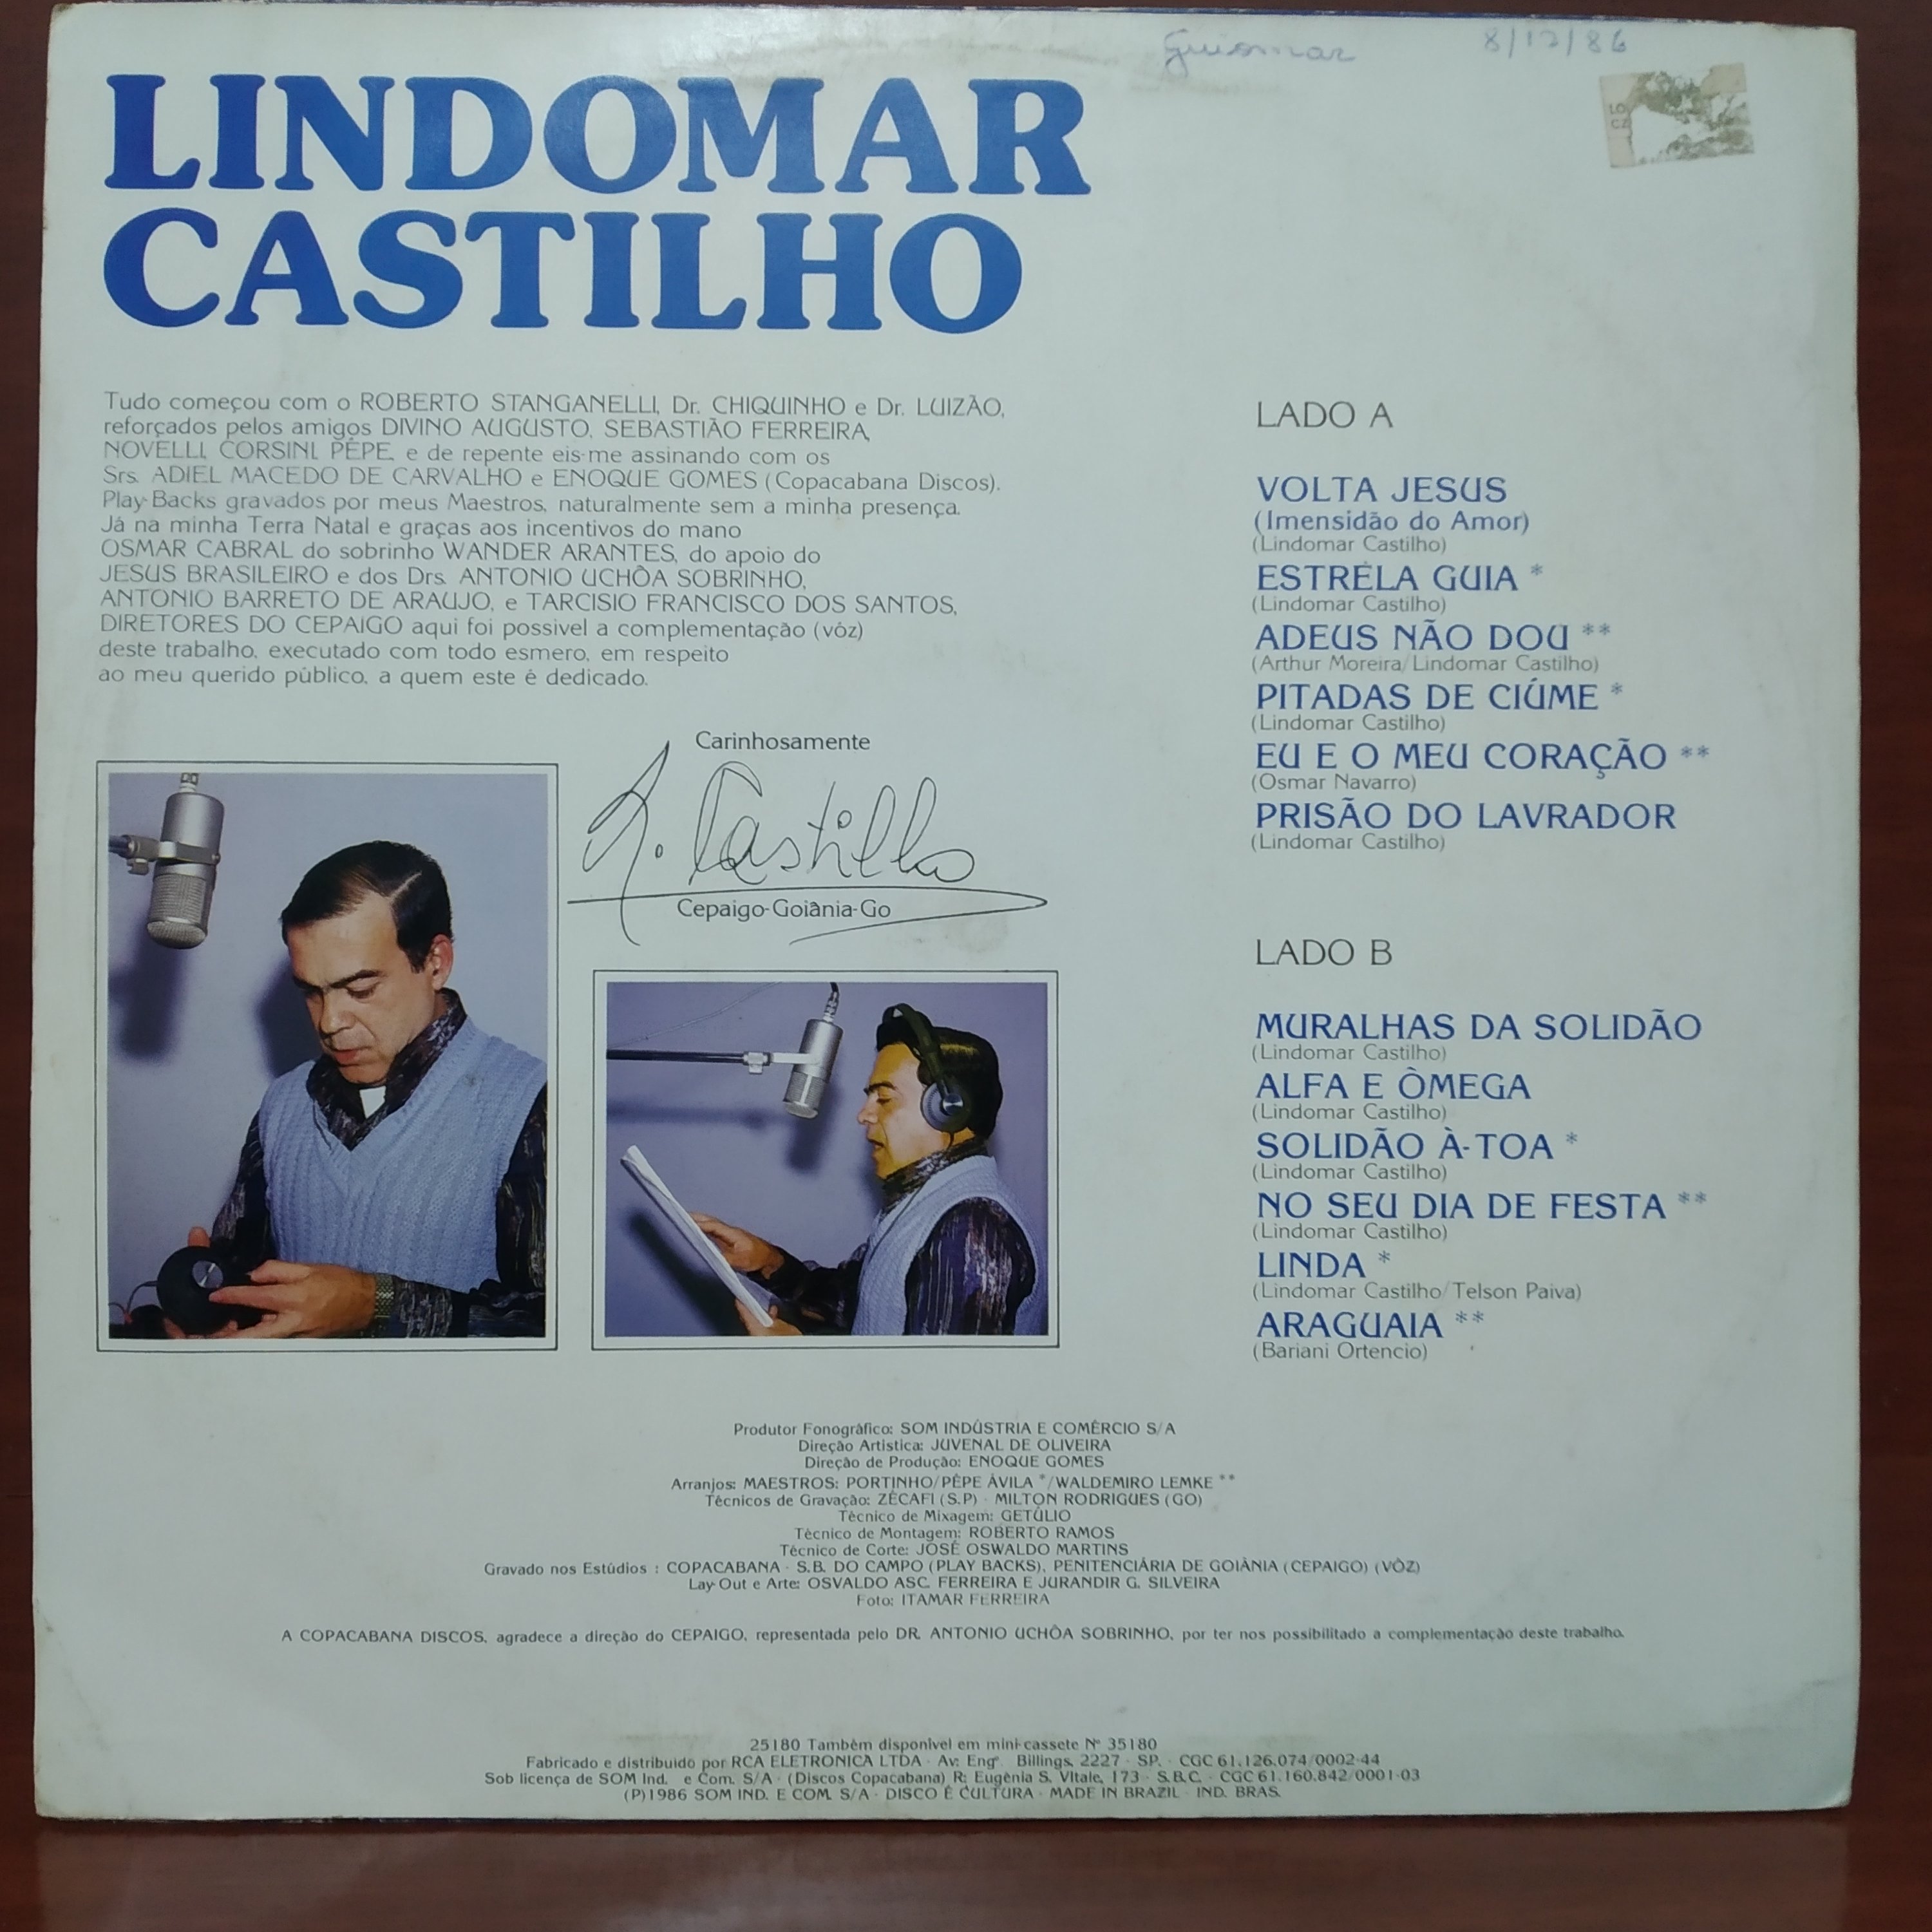 Guiomar 8/12/86
LINDOMAR
CASTILHO
Tudo começou com o ROBERTO STANGANELLI, Dr. CHIQUINHO e Dr. LUIZÃO,
reforçados pelos amigos DIVINO AUGUSTO, SEBASTIÃO FERREIRA,
NOVELLI, CORSINI, PÉPE, e de repente eis-me assinando com os
Srs. ADIEL MACEDO DE CARVALHO e ENOQUE GOMES (Copacabana Discos).
Play-Backs gravados por meus Maestros, naturalmente sem a minha presença.
Já na minha Terra Natal e graças aos incentivos do mano
OSMAR CABRAL do sobrinho WANDER ARANTES, do apoio do
JESUS BRASILEIRO e dos Drs. ANTONIO UCHÔA SOBRINHO,
ANTONIO BARRETO DE ARAUJO, e TARCISIO FRANCISCO DOS SANTOS,
DIRETORES DO CEPAIGO aqui foi possivel a complementação (vóz)
deste trabalho, executado com todo esmero, em respeito
ao meu querido público, a quem este é dedicado.
Carinhosamente
L. Castilho
Cepaigo-Goiânia-Go
LADO A
VOLTA JESUS
(Imensidão do Amor)
(Lindomar Castilho)
ESTRÊLA GUIA *
(Lindomar Castilho)
ADEUS NÃO DOU **
(Arthur Moreira/Lindomar Castilho)
PITADAS DE CIÚME *
(Lindomar Castilho)
EU E O MEU CORAÇÃO **
(Osmar Navarro)
PRISÃO DO LAVRADOR
(Lindomar Castilho)
LADO B
MURALHAS DA SOLIDÃO
(Lindomar Castilho)
ALFA E ÒMEGA
(Lindomar Castilho)
SOLIDÃO À-TOA *
(Lindomar Castilho)
NO SEU DIA DE FESTA **
(Lindomar Castilho)
LINDA *
(Lindomar Castilho/Telson Paiva)
ARAGUAIA **
(Bariani Ortencio)
Produtor Fonográfico: SOM INDÚSTRIA E COMÉRCIO S/A
Direção Artistica: JUVENAL DE OLIVEIRA
Direção de Produção: ENOQUE GOMES
Arranjos: MAESTROS: PORTINHO/PÉPE ÁVILA */WALDEMIRO LEMKE **
Técnicos de Gravação: ZÉCAFI (S.P) - MILTON RODRIGUES (GO)
Técnico de Mixagem: GETÚLIO
Técnico de Montagem: ROBERTO RAMOS
Técnico de Corte: JOSÉ OSWALDO MARTINS
Gravado nos Estúdios : COPACABANA - S.B. DO CAMPO (PLAY BACKS), PENITENCIÁRIA DE GOIÂNIA (CEPAIGO) (VÓZ)
Lay-Out e Arte: OSVALDO ASC. FERREIRA E JURANDIR G. SILVEIRA
Foto: ITAMAR FERREIRA
A COPACABANA DISCOS, agradece a direção do CEPAIGO, representada pelo DR. ANTONIO UCHÔA SOBRINHO, por ter nos possibilitado a complementação deste trabalho.
25180 Também disponivel em mini-cassete Nº 35180
Fabricado e distribuido por RCA ELETRONICA LTDA - Av. Engº. Billings, 2227 - SP. - CGC 61.126.074/0002-44
Sob licença de SOM Ind. e Com. S/A - (Discos Copacabana) R: Eugênia S. Vitale, 173 - S.B.C. - CGC 61.160.842/0001-03
(P)1986 SOM IND. E COM. S/A - DISCO É CULTURA - MADE IN BRAZIL - IND. BRAS.